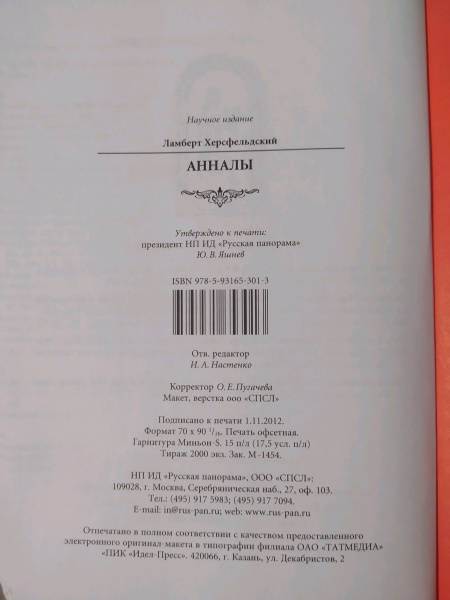 Научное издание
Ламберт Херсфельдский
АННАЛЫ
Утверждено к печати:
президент НП ИД «Русская панорама»
Ю. В. Яшнев
ISBN 978-5-93165-301-3
Отв. редактор
И. А. Настенко
Корректор О. Е. Пугачева
Макет, верстка ооо «СПСЛ»
Подписано к печати 1.11.2012.
Формат 70 х 90 1/16. Печать офсетная.
Гарнитура Миньон-S. 15 п/л (17,5 усл. п/л)
Тираж 2000 экз. Зак. М-1454.
НП ИД «Русская панорама», ООО «СПСЛ»:
109028, г. Москва, Серебряническая наб., 27, оф. 103.
Тел.: (495) 917 5983; (495) 917 7094.
E-mail: in@rus-pan.ru; web: www.rus-pan.ru
Отпечатано в полном соответствии с качеством предоставленного
электронного оригинал-макета в типографии филиала ОАО «ТАТМЕДИА»
«ПИК «Идел-Пресс». 420066, г. Казань, ул. Декабристов, 2